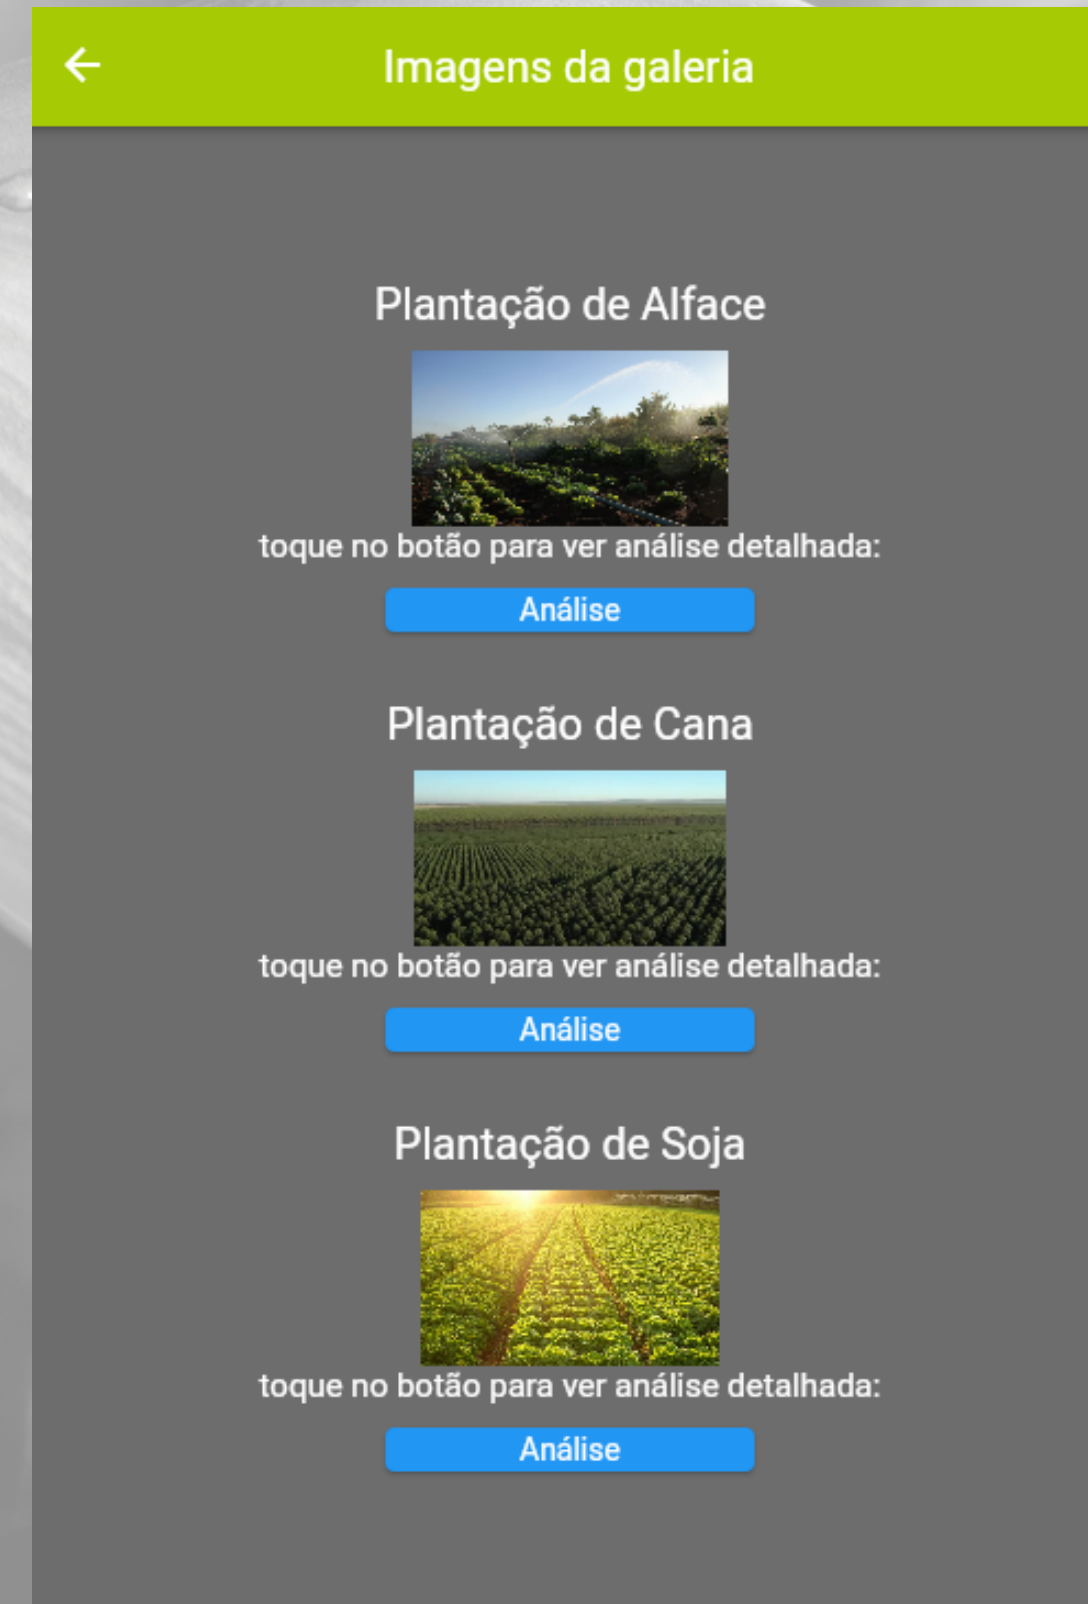 Imagens da galeria
Plantação de Alface
toque no botão para ver análise detalhada:
Análise
Plantação de Cana
toque no botão para ver análise detalhada:
Análise
Plantação de Soja
toque no botão para ver análise detalhada:
Análise